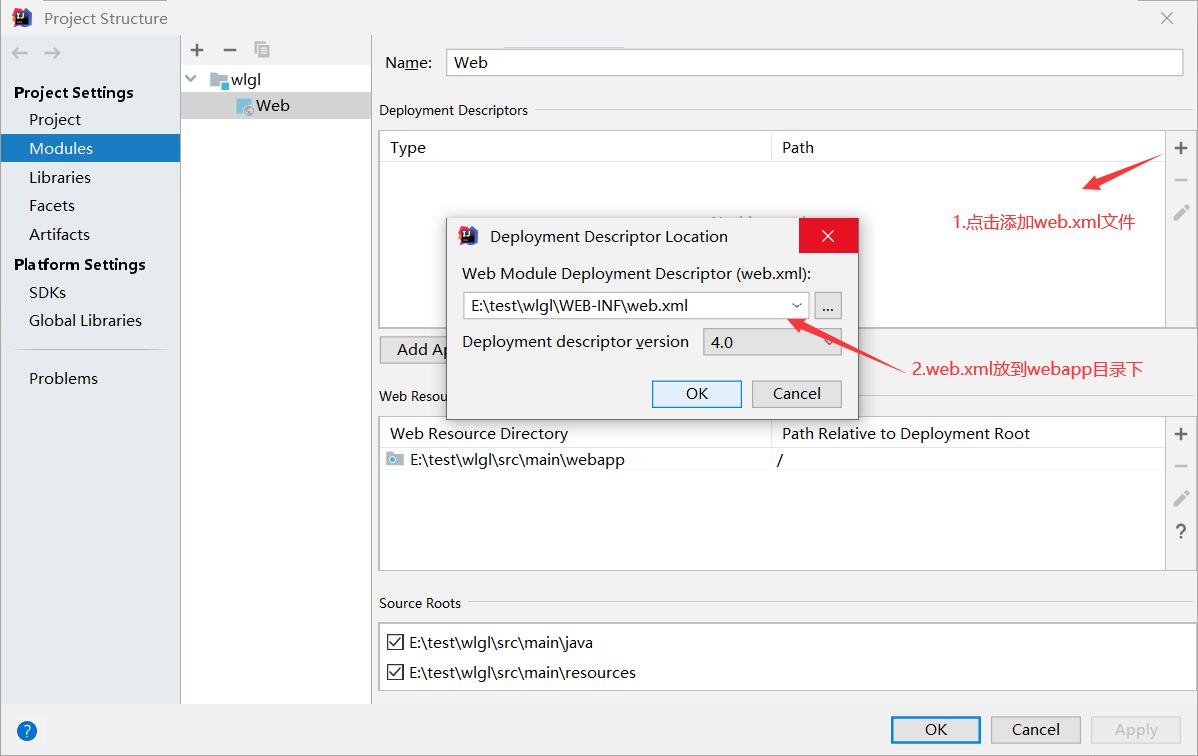 Project Structure
Project Settings
Project
Modules
Libraries
Facets
Artifacts
Platform Settings
SDKs
Global Libraries
Problems
wlgl
Web
Name: Web
Deployment Descriptors
Type Path
1.点击添加web.xml文件
Deployment Descriptor Location
Web Module Deployment Descriptor (web.xml):
E:\test\wlgl\WEB-INF\web.xml ...
Deployment descriptor version 4.0
2.web.xml放到webapp目录下
OK Cancel
Add
Web
Web Resource Directory Path Relative to Deployment Root
E:\test\wlgl\src\main\webapp /
?
Source Roots
E:\test\wlgl\src\main\java
E:\test\wlgl\src\main\resources
? OK Cancel Apply